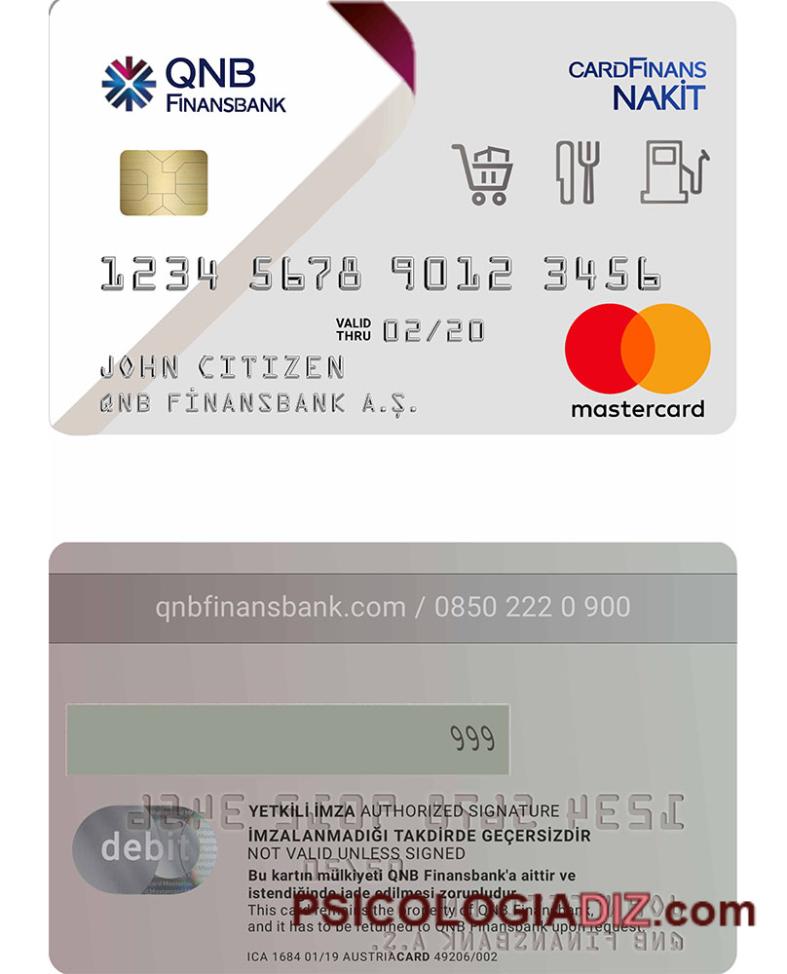 QNB
FİNANSBANK
CARDFINANS
NAKİT
1234 5678 9012 3456
VALID
THRU 02/20
JOHN CITIZEN
QNB FİNANSBANK A.Ş.
mastercard
qnbfinansbank.com / 0850 222 0 900
999
debit
YETKİLİ İMZA AUTHORIZED SIGNATURE
İMZALANMADIĞI TAKDİRDE GEÇERSİZDİR
NOT VALID UNLESS SIGNED
Bu kartın mülkiyeti QNB Finansbank'a aittir ve
istendiğinde iade edilmesi zorunludur.
This card remains the property of QNB Finansbank,
and it has to be returned to QNB Finansbank upon request.
PSICOLOGIADIZ.com
ICA 1684 01/19 AUSTRIACARD 49206/002